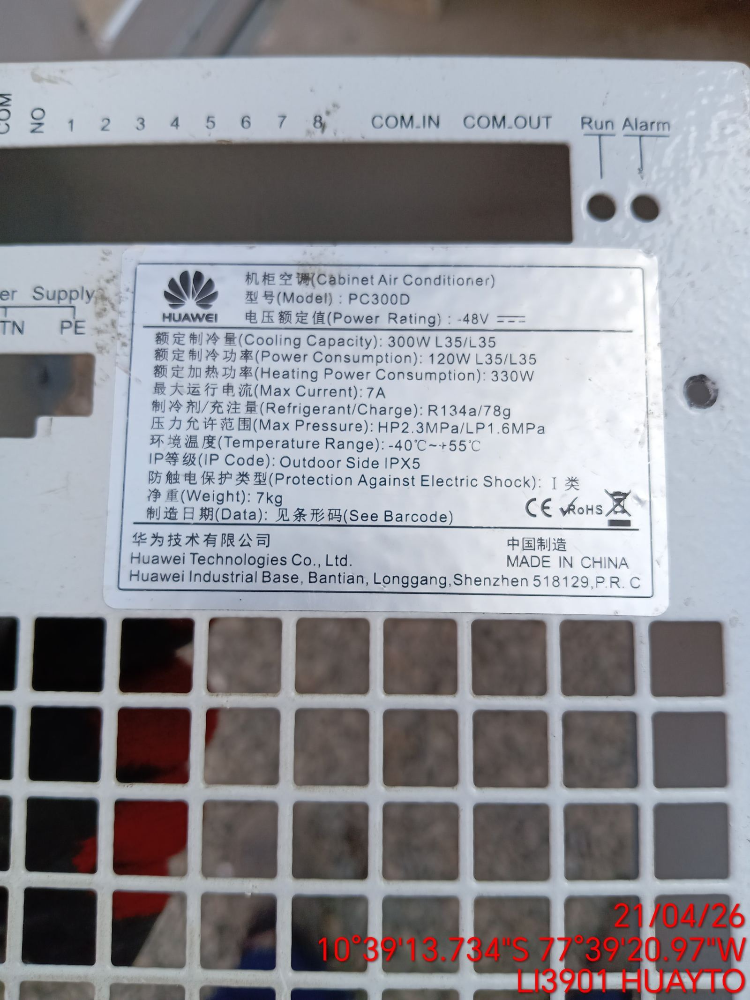 COM
NO 1 2 3 4 5 6 7 8 COM_IN COM_OUT Run Alarm
Supply
PE
HUAWEI
机柜空调(Cabinet Air Conditioner)
型号(Model) : PC300D
电压额定值(Power Rating) : -48V
额定制冷量(Cooling Capacity): 300W L35/L35
额定制冷功率(Power Consumption): 120W L35/L35
额定加热功率(Heating Power Consumption): 330W
最大运行电流(Max Current): 7A
制冷剂/充注量(Refrigerant/Charge): R134a/78g
压力允许范围(Max Pressure): HP2.3MPa/LP1.6MPa
环境温度(Temperature Range): -40℃~+55℃
IP等级(IP Code): Outdoor Side IPX5
防触电保护类型(Protection Against Electric Shock): I 类
净重(Weight): 7kg
制造日期(Data): 见条形码(See Barcode)
CE RoHS
华为技术有限公司
Huawei Technologies Co., Ltd.
Huawei Industrial Base, Bantian, Longgang, Shenzhen 518129, P.R. C
中国制造
MADE IN CHINA
21/04/26
10°39'13.734"S 77°39'20.97"W
LI3901 HUAYTO